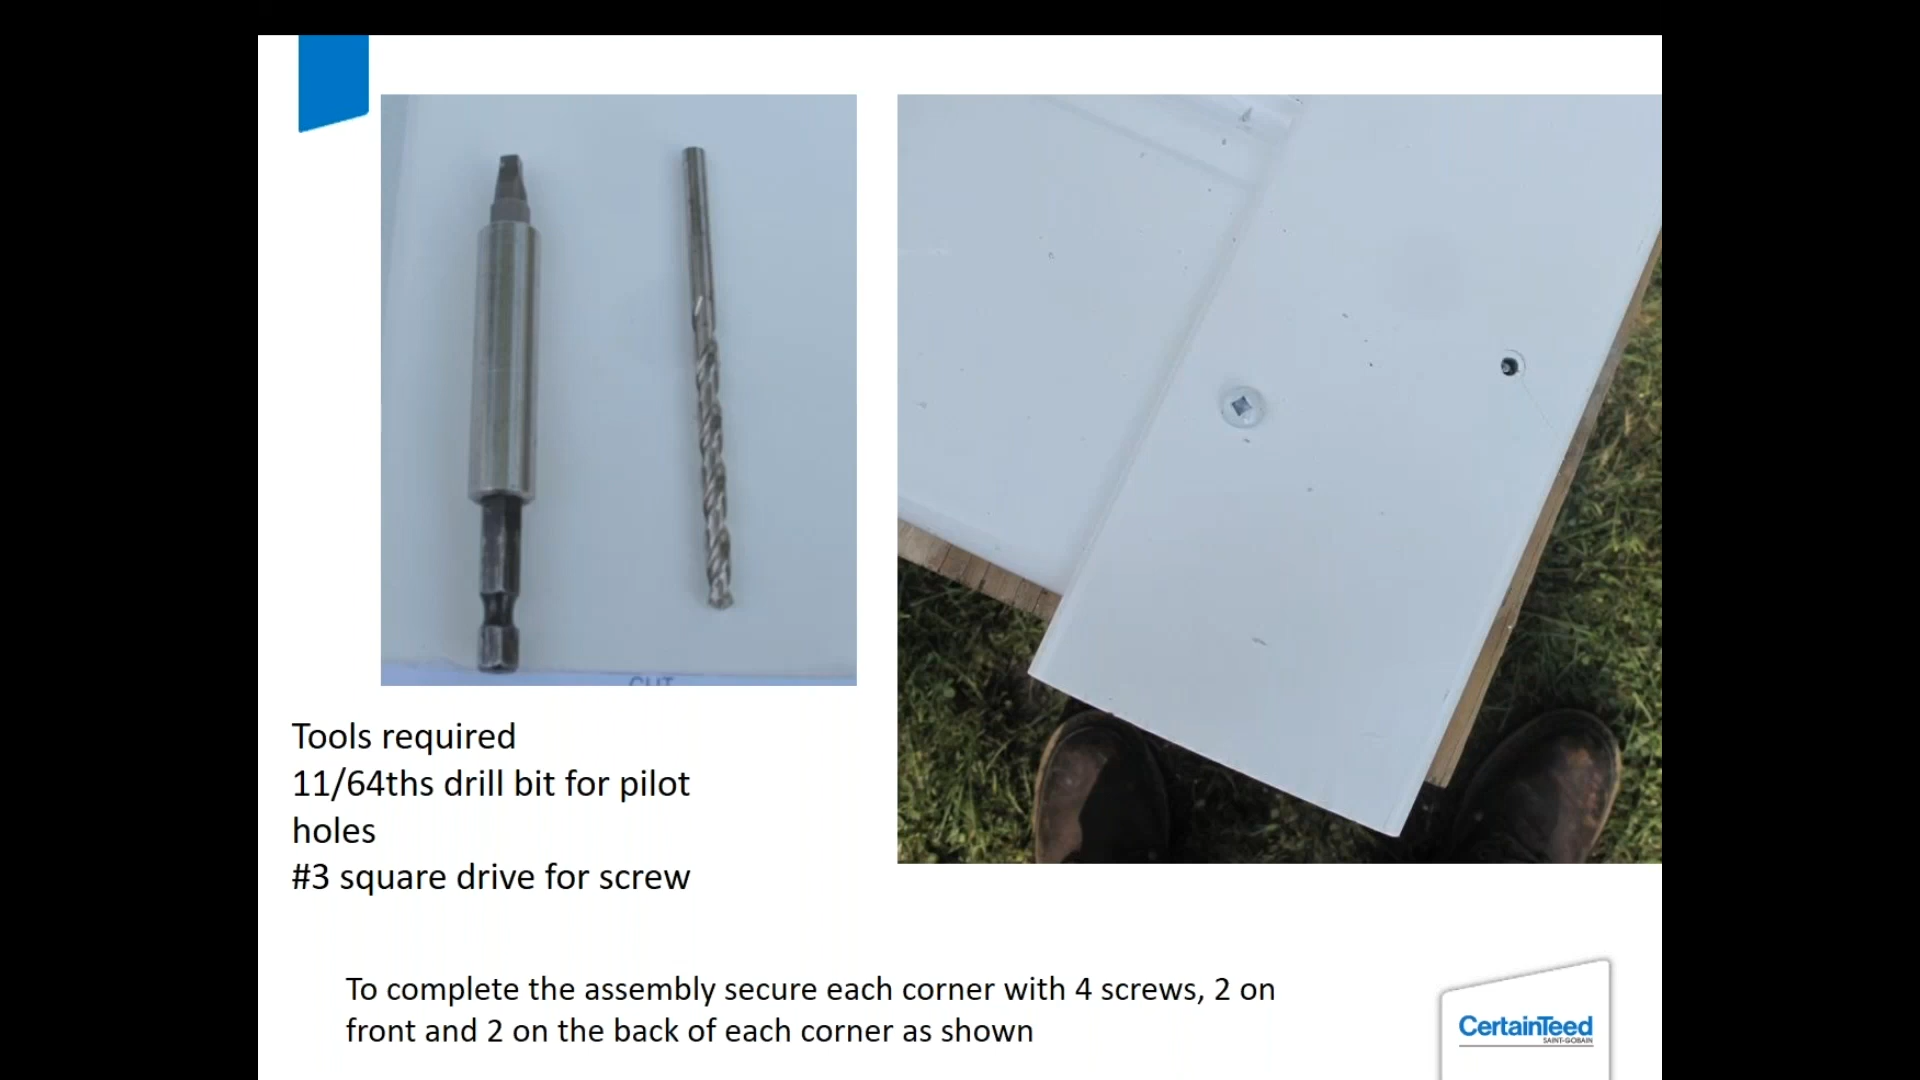 Tools required
11/64ths drill bit for pilot
holes
#3 square drive for screw
To complete the assembly secure each corner with 4 screws, 2 on
front and 2 on the back of each corner as shown
CertainTeed
SAINT-GOBAIN